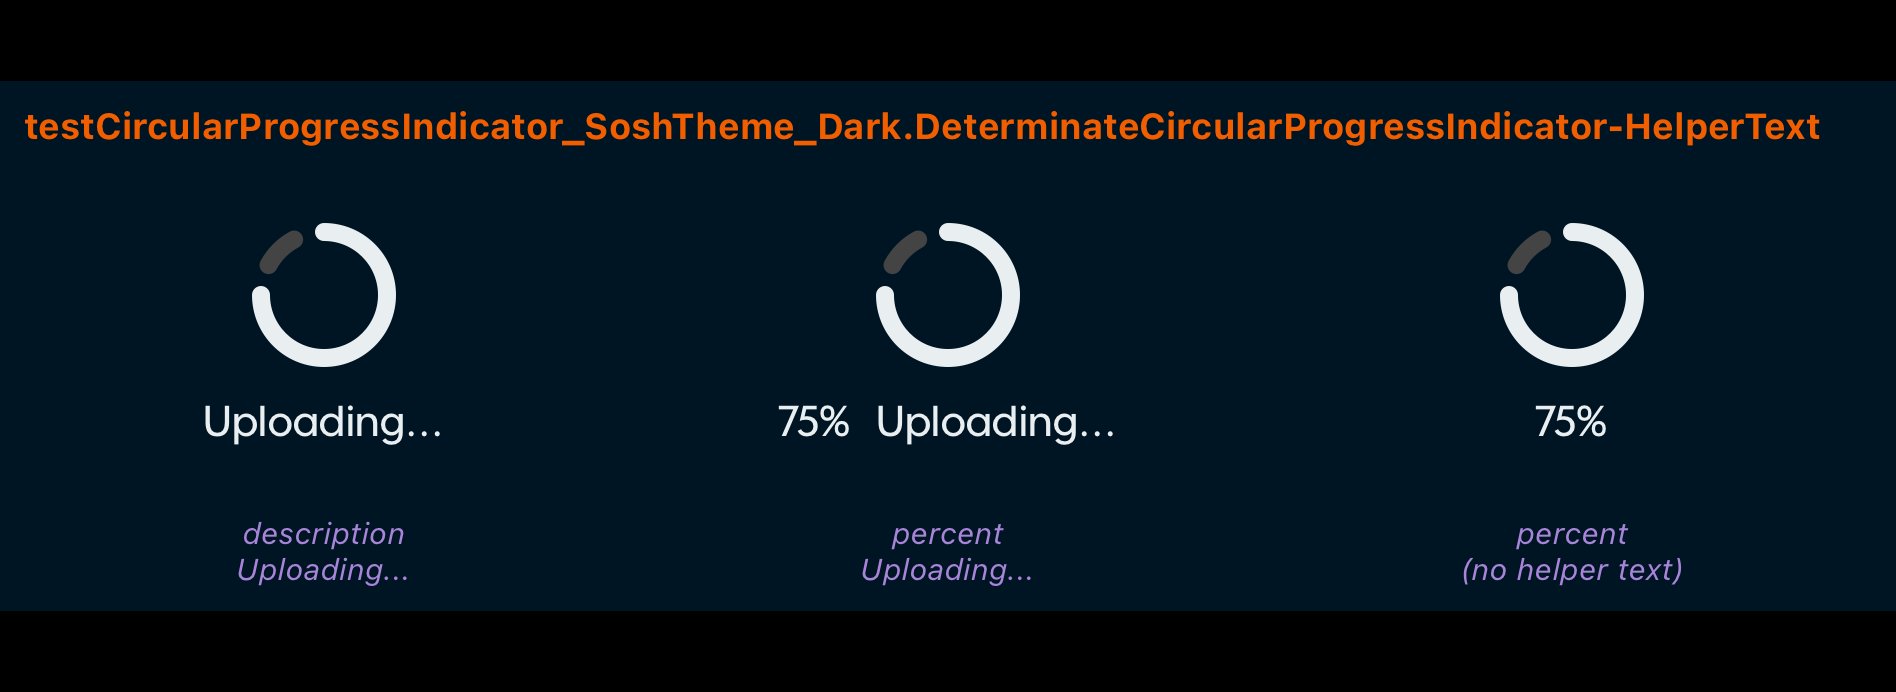 testCircularProgressIndicator_SoshTheme_Dark.DeterminateCircularProgressIndicator-HelperText
Uploading...
75% Uploading...
75%
description
Uploading...
percent
Uploading...
percent
(no helper text)